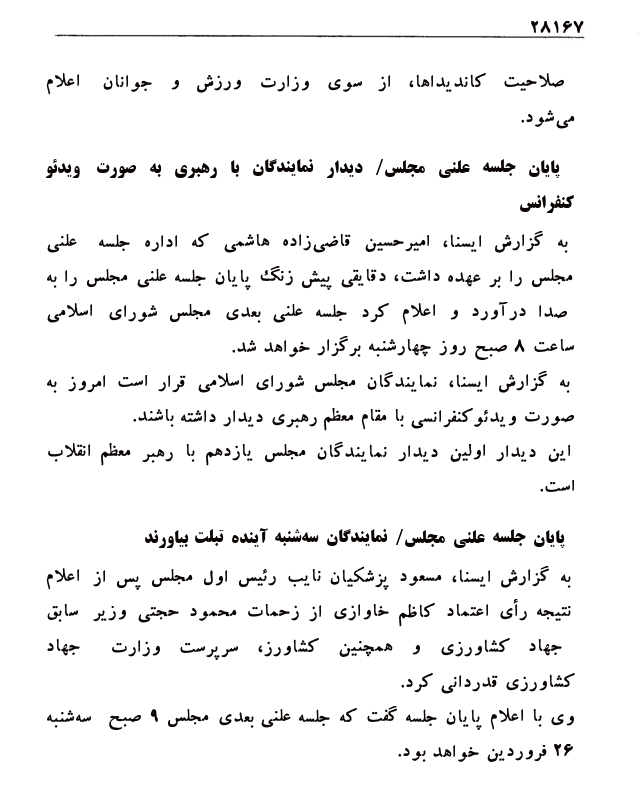 ۲۸۱۶۷
صلاحیت کاندیداها، از سوی وزارت ورزش و جوانان اعلام
می‌شود.
پایان جلسه علنی مجلس/ دیدار نمایندگان با رهبری به صورت ویدئو
کنفرانس
به گزارش ایسنا، امیرحسین قاضی‌زاده هاشمی که اداره جلسه علنی
مجلس را بر عهده داشت، دقایقی پیش زنگ پایان جلسه علنی مجلس را به
صدا درآورد و اعلام کرد جلسه علنی بعدی مجلس شورای اسلامی
ساعت ۸ صبح روز چهارشنبه برگزار خواهد شد.
به گزارش ایسنا، نمایندگان مجلس شورای اسلامی قرار است امروز به
صورت ویدئوکنفرانسی با مقام معظم رهبری دیدار داشته باشند.
این دیدار اولین دیدار نمایندگان مجلس یازدهم با رهبر معظم انقلاب
است.
پایان جلسه علنی مجلس/ نمایندگان سه‌شنبه آینده تبلت بیاورند
به گزارش ایسنا، مسعود پزشکیان نایب رئیس اول مجلس پس از اعلام
نتیجه رأی اعتماد کاظم خاوازی از زحمات محمود حجتی وزیر سابق
جهاد کشاورزی و همچنین کشاورز، سرپرست وزارت جهاد
کشاورزی قدردانی کرد.
وی با اعلام پایان جلسه گفت که جلسه علنی بعدی مجلس ۹ صبح سه‌شنبه
۲۶ فروردین خواهد بود.